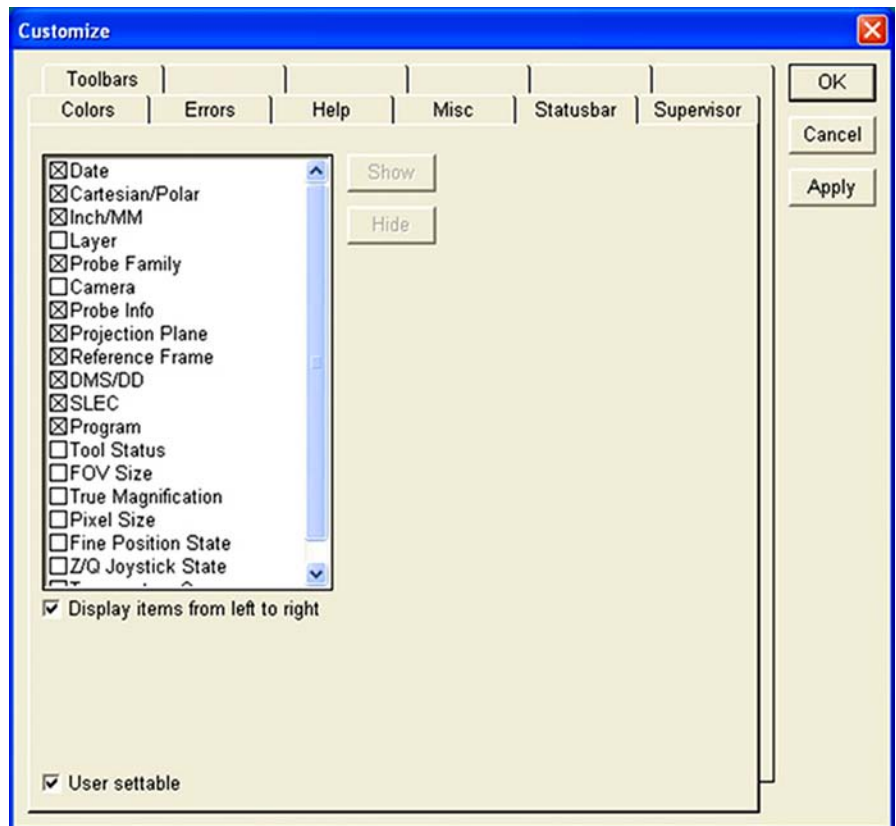 Customize
Toolbars
Colors Errors Help Misc Statusbar Supervisor
OK
Cancel
Apply
Date
Cartesian/Polar
Inch/MM
Layer
Probe Family
Camera
Probe Info
Projection Plane
Reference Frame
DMS/DD
SLEC
Program
Tool Status
FOV Size
True Magnification
Pixel Size
Fine Position State
Z/Q Joystick State
Show
Hide
Display items from left to right
User settable